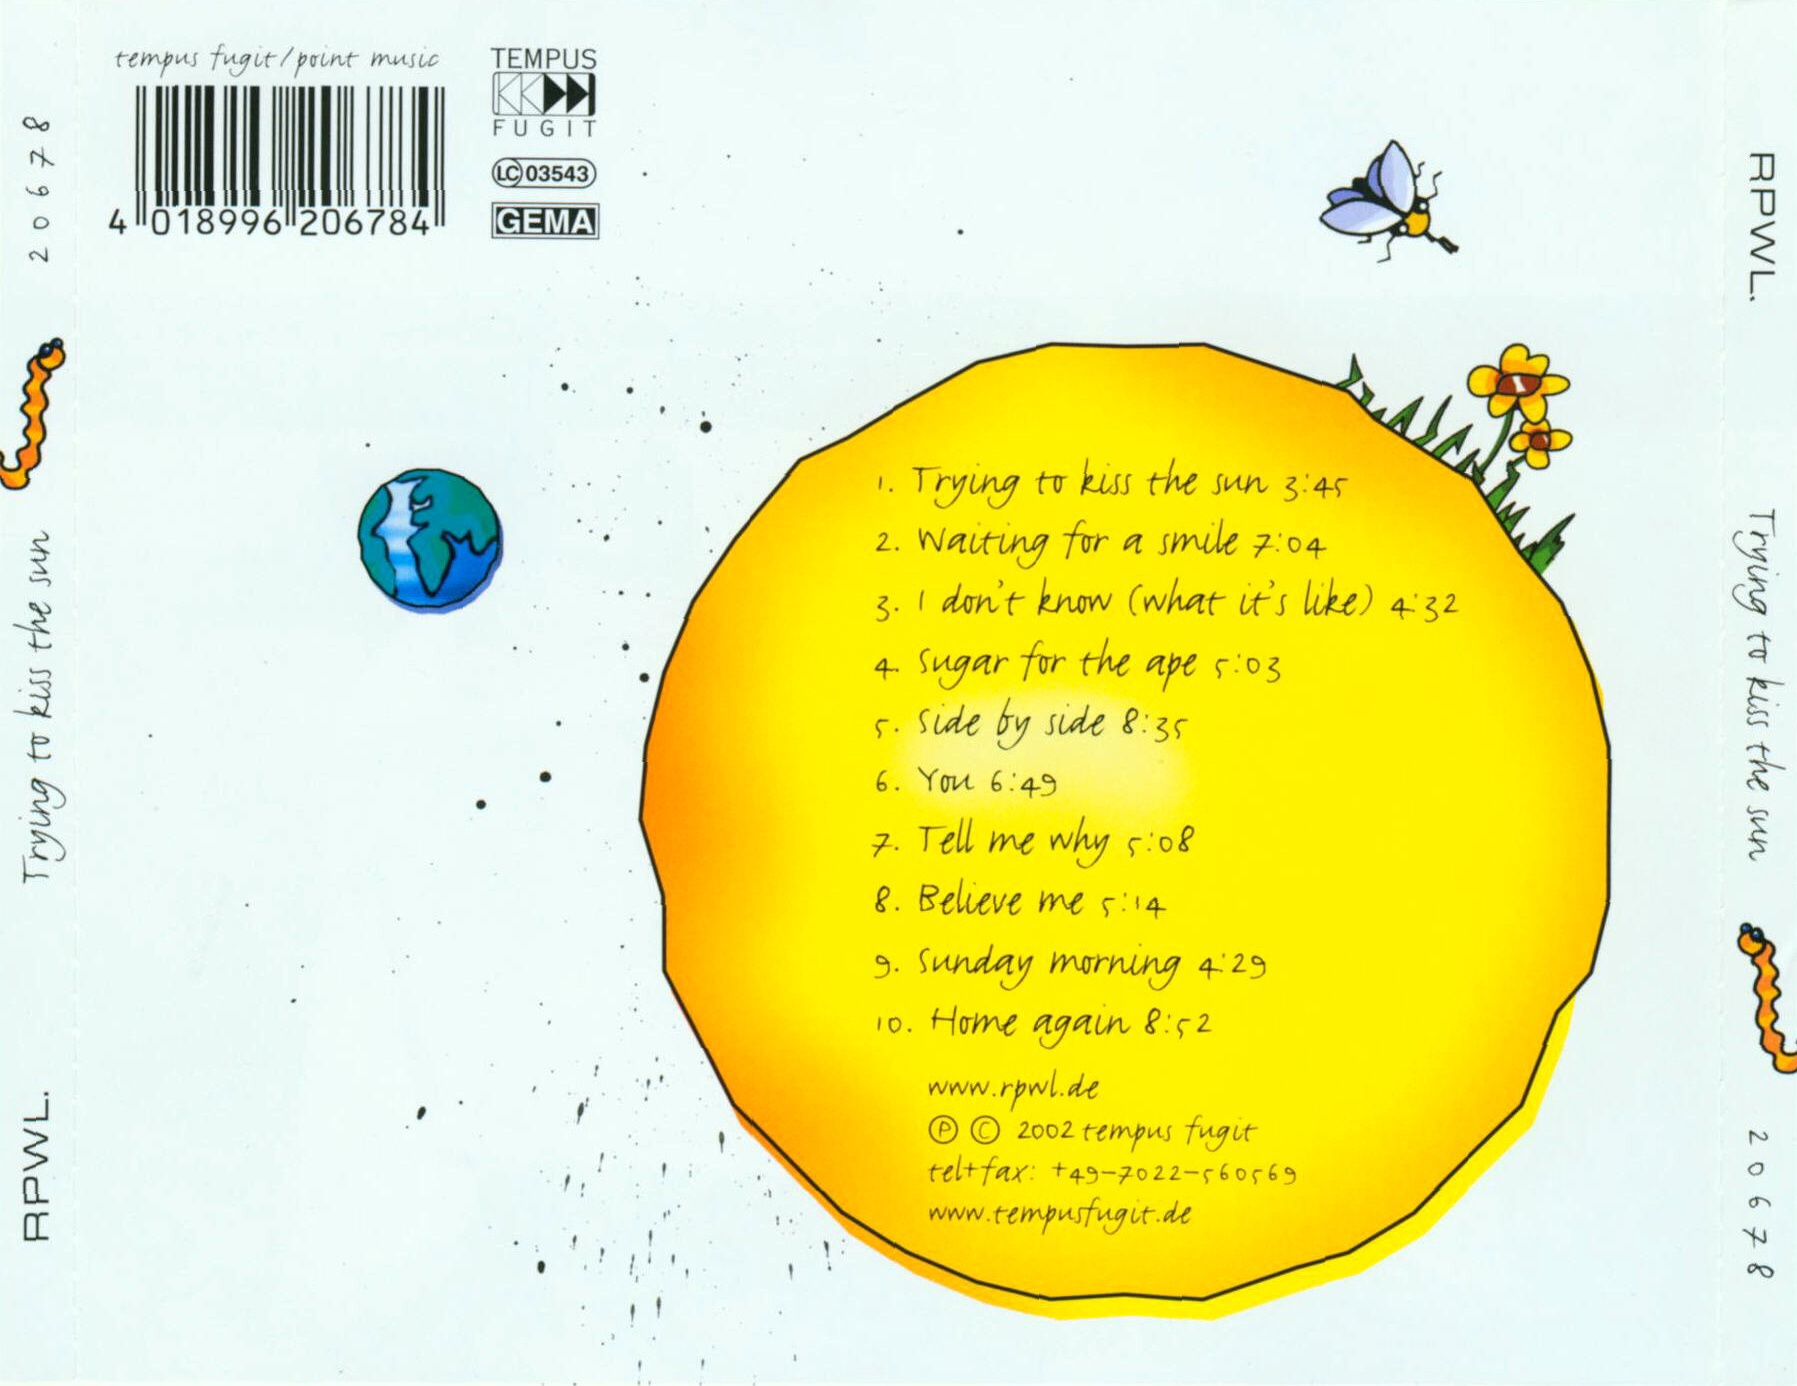 tempus fugit/point music
4 018996 206784
TEMPUS
FUGIT
LC 03543
GEMA
20678
Trying to kiss the sun
RPWL.
1. Trying to kiss the sun 3:45
2. Waiting for a smile 7:04
3. I don't know (what it's like) 4:32
4. Sugar for the ape 5:03
5. Side by side 8:35
6. You 6:49
7. Tell me why 5:08
8. Believe me 5:14
9. Sunday morning 4:29
10. Home again 8:52
www.rpwl.de
Ⓟ © 2002 tempus fugit
tel+fax: +49-7022-560569
www.tempusfugit.de
RPWL.
Trying to kiss the sun
20678